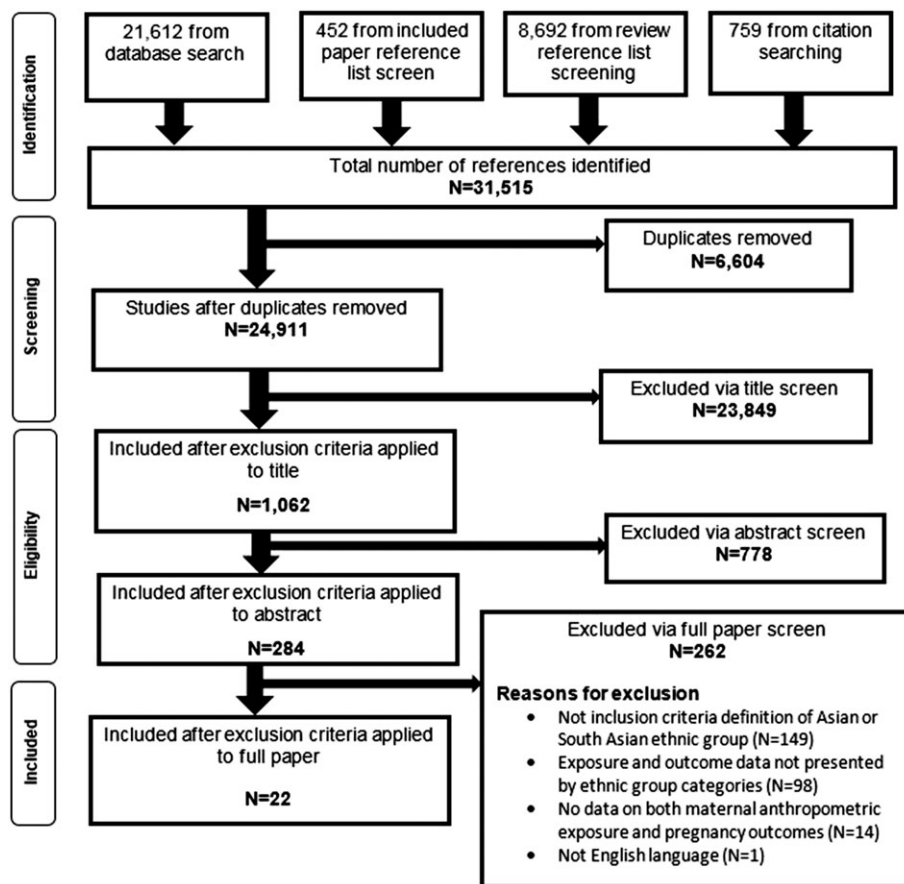 Identification
21,612 from
database search
452 from included
paper reference
list screen
8,692 from review
reference list
screening
759 from citation
searching
Total number of references identified
N=31,515
Screening
Duplicates removed
N=6,604
Studies after duplicates removed
N=24,911
Excluded via title screen
N=23,849
Eligibility
Included after exclusion criteria applied
to title
N=1,062
Excluded via abstract screen
N=778
Included after exclusion criteria applied
to abstract
N=284
Excluded via full paper screen
N=262
Reasons for exclusion
• Not inclusion criteria definition of Asian or
South Asian ethnic group (N=149)
• Exposure and outcome data not presented
by ethnic group categories (N=98)
• No data on both maternal anthropometric
exposure and pregnancy outcomes (N=14)
• Not English language (N=1)
Included
Included after exclusion criteria applied
to full paper
N=22